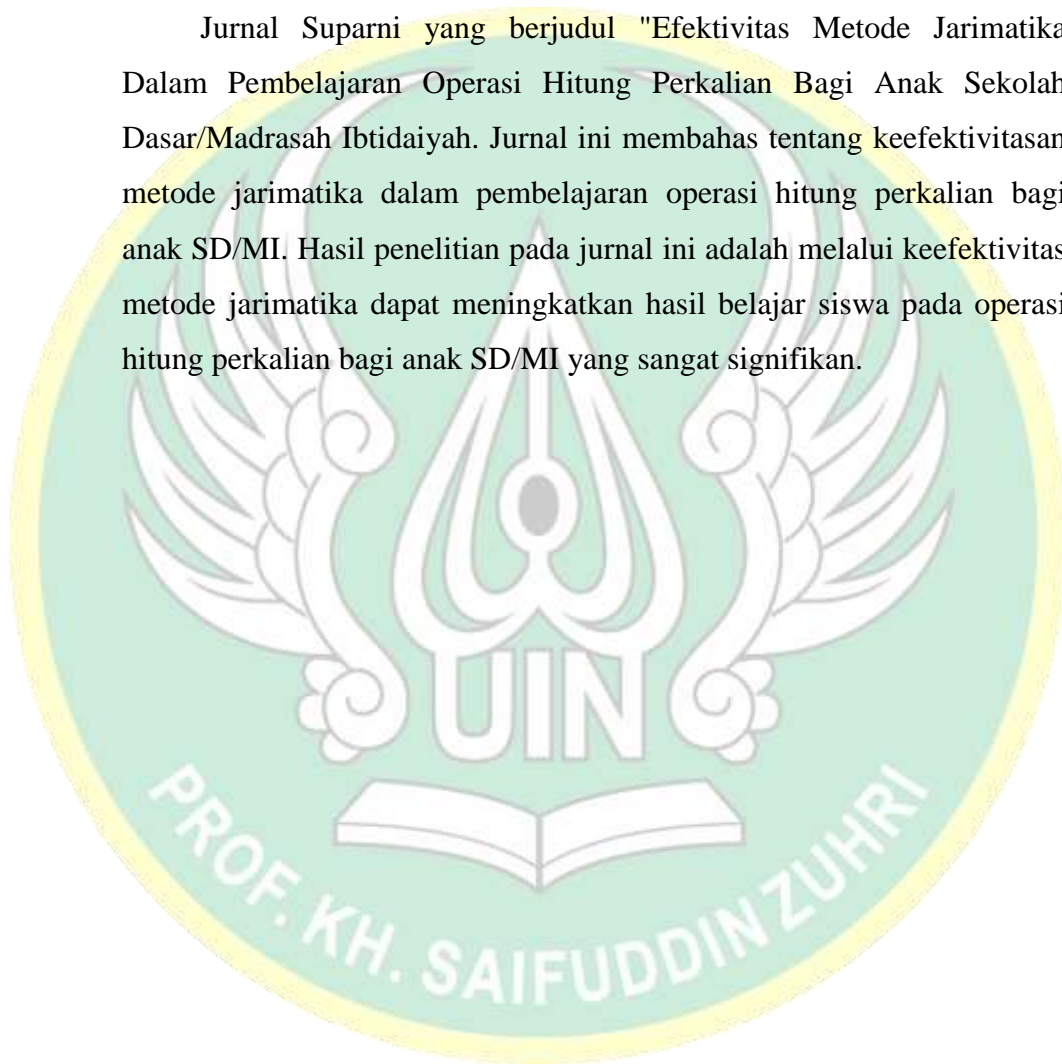 Jurnal Suparni yang berjudul "Efektivitas Metode Jarimatika
Dalam Pembelajaran Operasi Hitung Perkalian Bagi Anak Sekolah
Dasar/Madrasah Ibtidaiyah. Jurnal ini membahas tentang keefektivitasan
metode jarimatika dalam pembelajaran operasi hitung perkalian bagi
anak SD/MI. Hasil penelitian pada jurnal ini adalah melalui keefektivitas
metode jarimatika dapat meningkatkan hasil belajar siswa pada operasi
hitung perkalian bagi anak SD/MI yang sangat signifikan.
UIN
PROF. KH. SAIFUDDIN ZUHRI